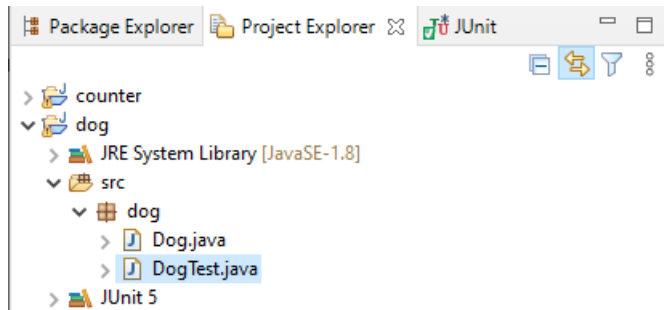 Package Explorer Project Explorer JUnit
counter
dog
JRE System Library [JavaSE-1.8]
src
dog
Dog.java
DogTest.java
JUnit 5